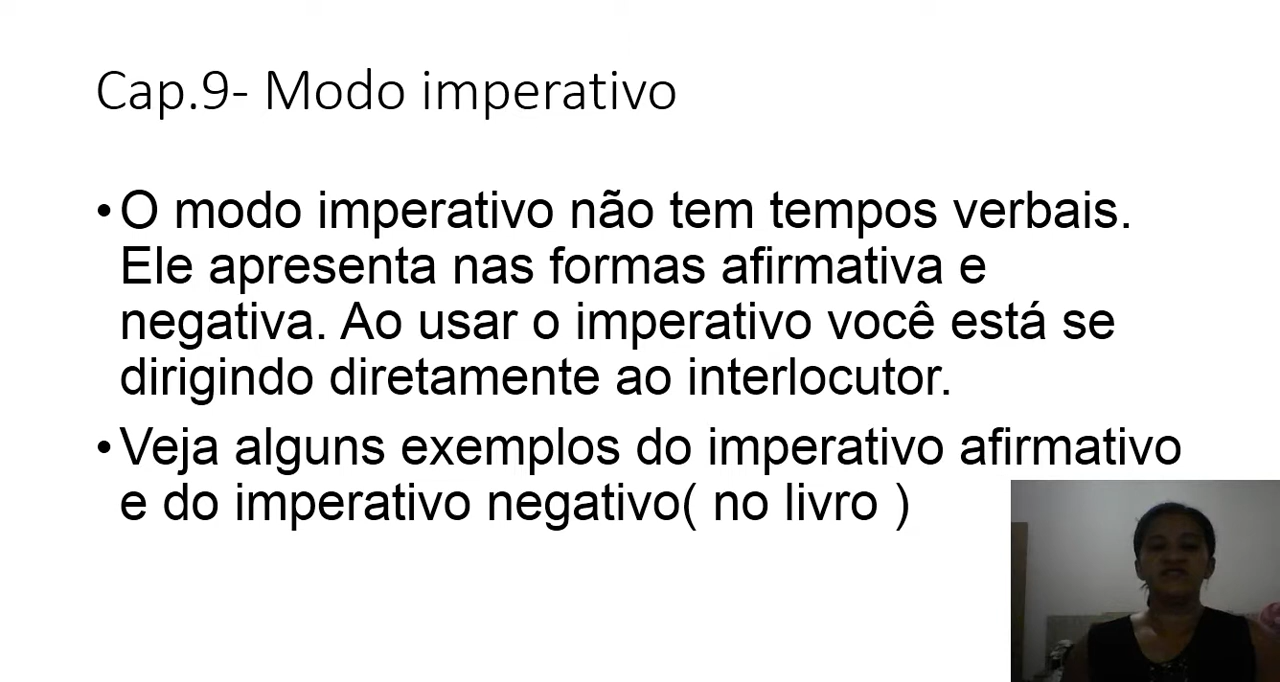 Cap.9- Modo imperativo
•O modo imperativo não tem tempos verbais.
Ele apresenta nas formas afirmativa e
negativa. Ao usar o imperativo você está se
dirigindo diretamente ao interlocutor.
•Veja alguns exemplos do imperativo afirmativo
e do imperativo negativo( no livro )